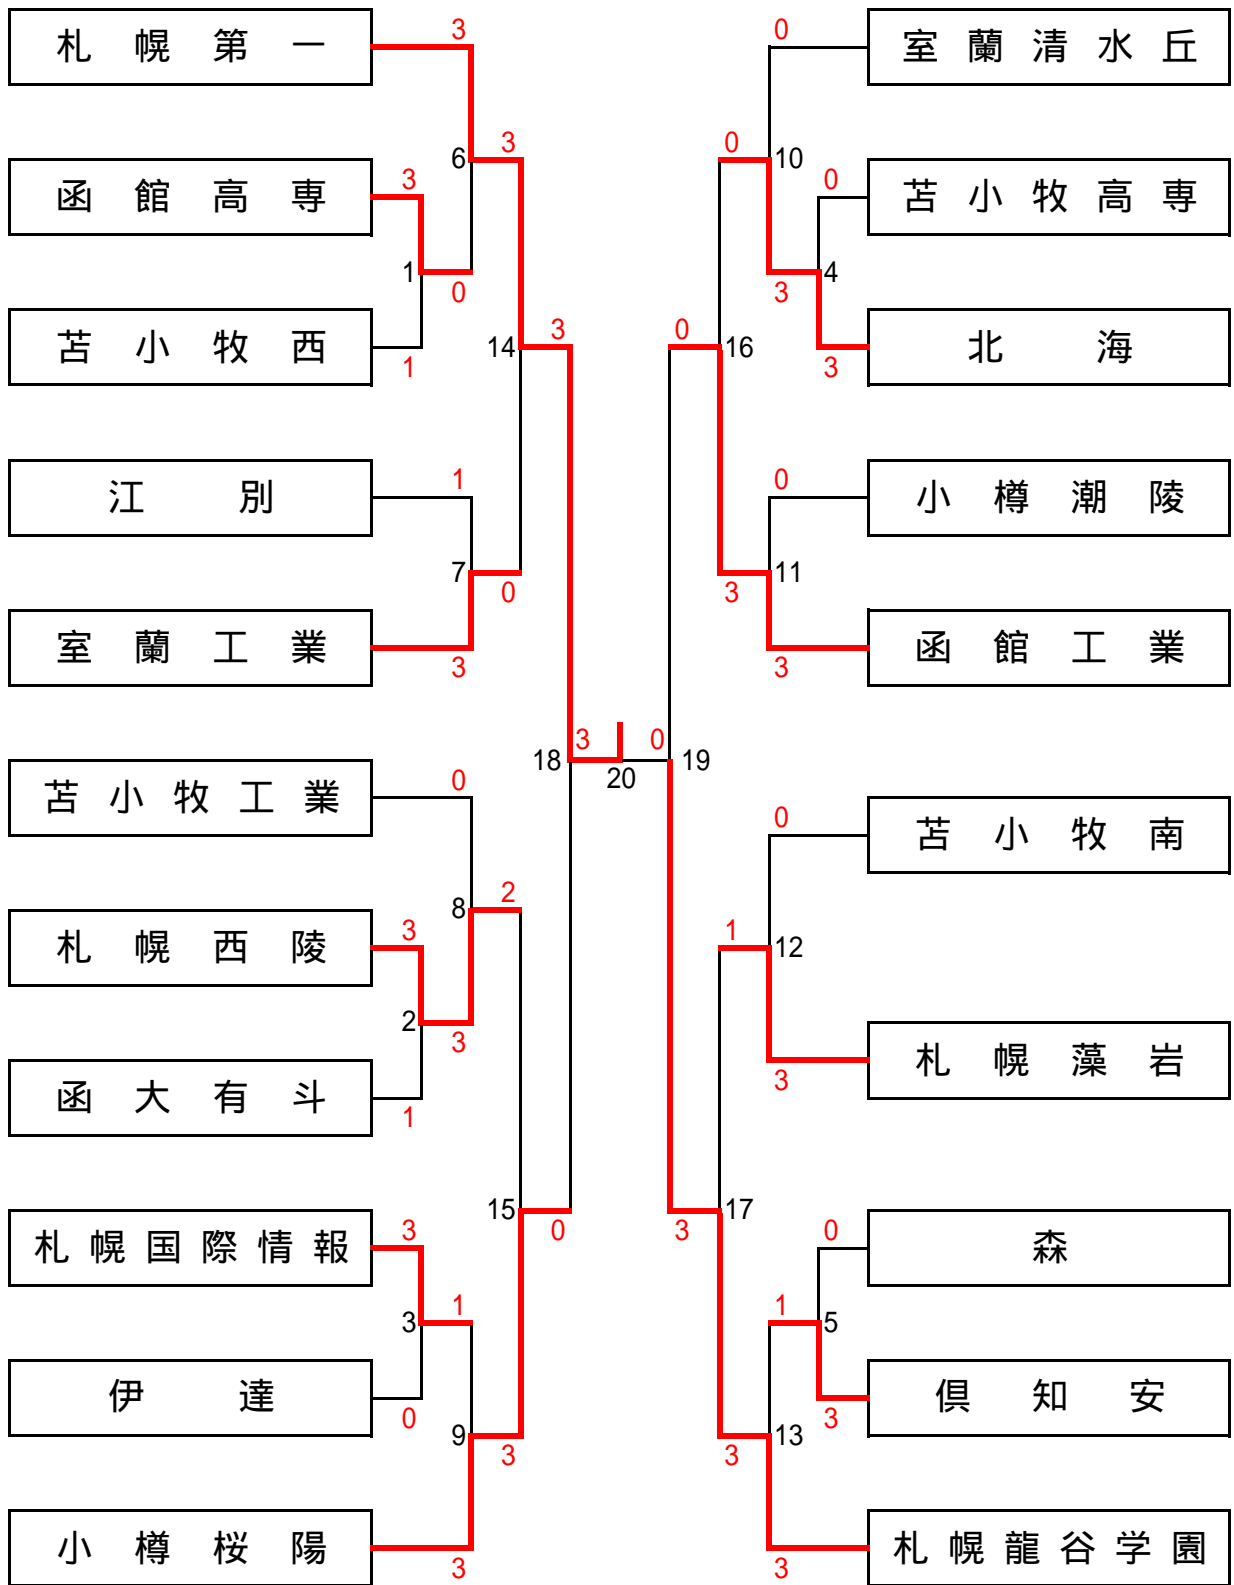 札幌第一
3
0
室蘭清水丘
6
3
0
10
函館高専
3
0
苫小牧高専
1
0
3
4
苫小牧西
1
14
3
0
16
3
北海
江別
1
0
小樽潮陵
7
0
3
11
室蘭工業
3
3
函館工業
18
3
0
19
20
苫小牧工業
0
0
苫小牧南
8
2
札幌西陵
3
1
12
2
3
函大有斗
1
3
札幌藻岩
15
0
3
17
札幌国際情報
3
0
森
3
1
1
5
伊達
0
3
倶知安
9
3
3
13
小樽桜陽
3
3
札幌龍谷学園